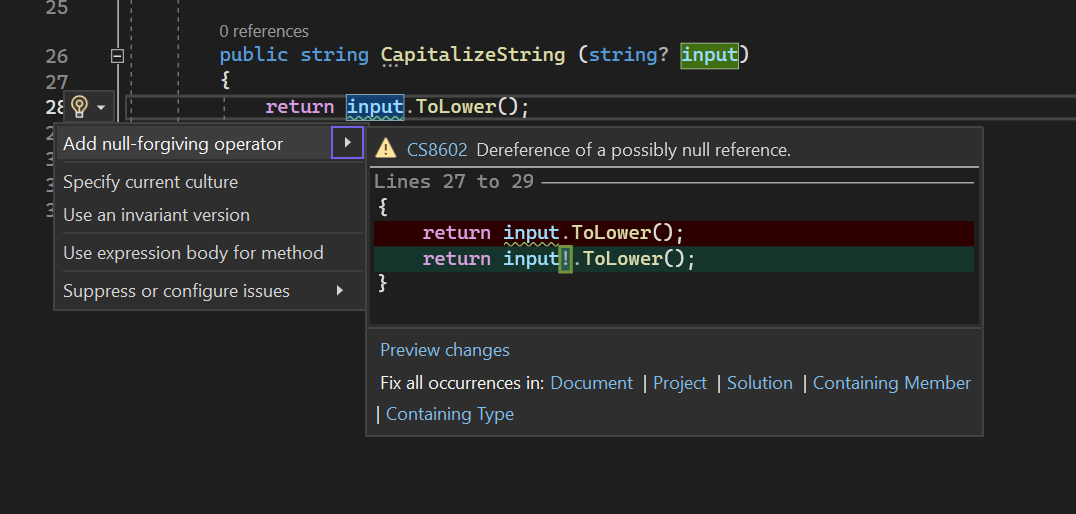 25
0 references
26 public string CapitalizeString (string? input)
27 {
28 return input.ToLower();
Add null-forgiving operator
Specify current culture
Use an invariant version
Use expression body for method
Suppress or configure issues
CS8602 Dereference of a possibly null reference.
Lines 27 to 29
{
return input.ToLower();
return input!.ToLower();
}
Preview changes
Fix all occurrences in: Document | Project | Solution | Containing Member
| Containing Type